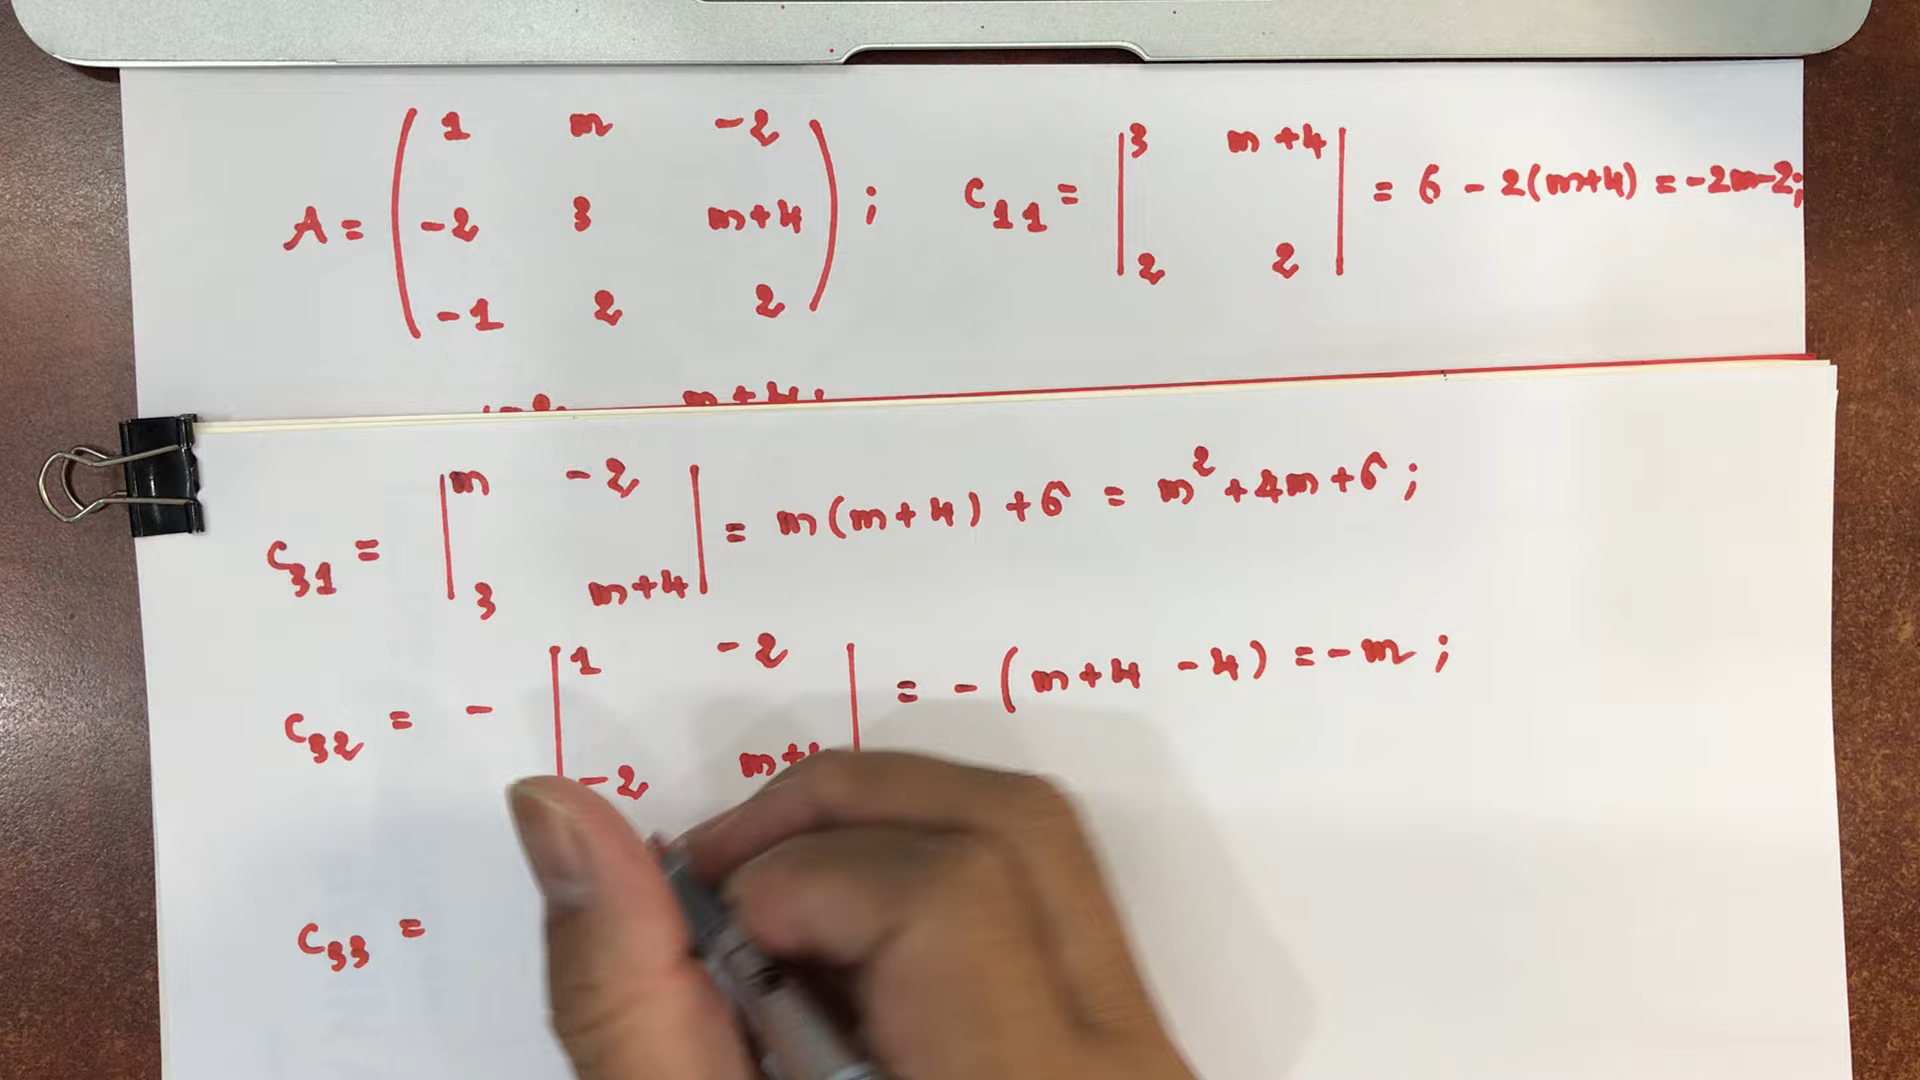 A = ( 1 m -2 ; -2 3 m+4 ; -1 2 2 ) ; C11 = | 3 m+4 ; 2 2 | = 6 - 2(m+4) = -2m-2;
C31 = | m -2 ; 3 m+4 | = m(m+4) + 6 = m² + 4m + 6 ;
C32 = - | 1 -2 ; -2 m+4 | = - (m+4 - 4) = -m ;
C33 =